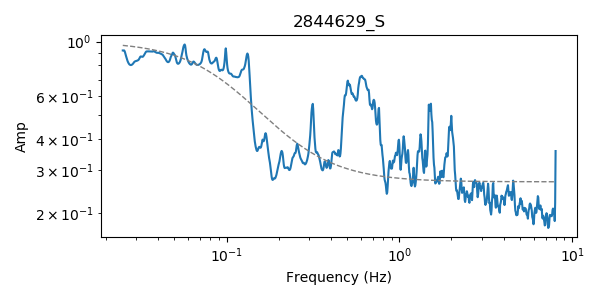 2844629_S
10⁰
6 × 10⁻¹
4 × 10⁻¹
3 × 10⁻¹
2 × 10⁻¹
Amp
10⁻¹ 10⁰ 10¹
Frequency (Hz)